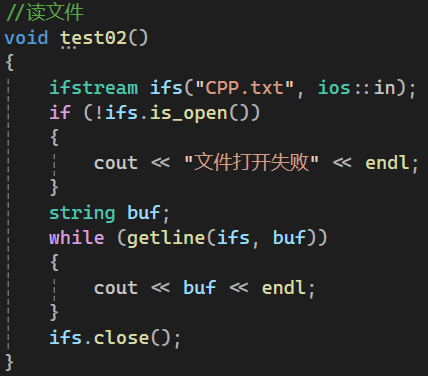 //读文件
void test02()
{
ifstream ifs("CPP.txt", ios::in);
if (!ifs.is_open())
{
cout << "文件打开失败" << endl;
}
string buf;
while (getline(ifs, buf))
{
cout << buf << endl;
}
ifs.close();
}